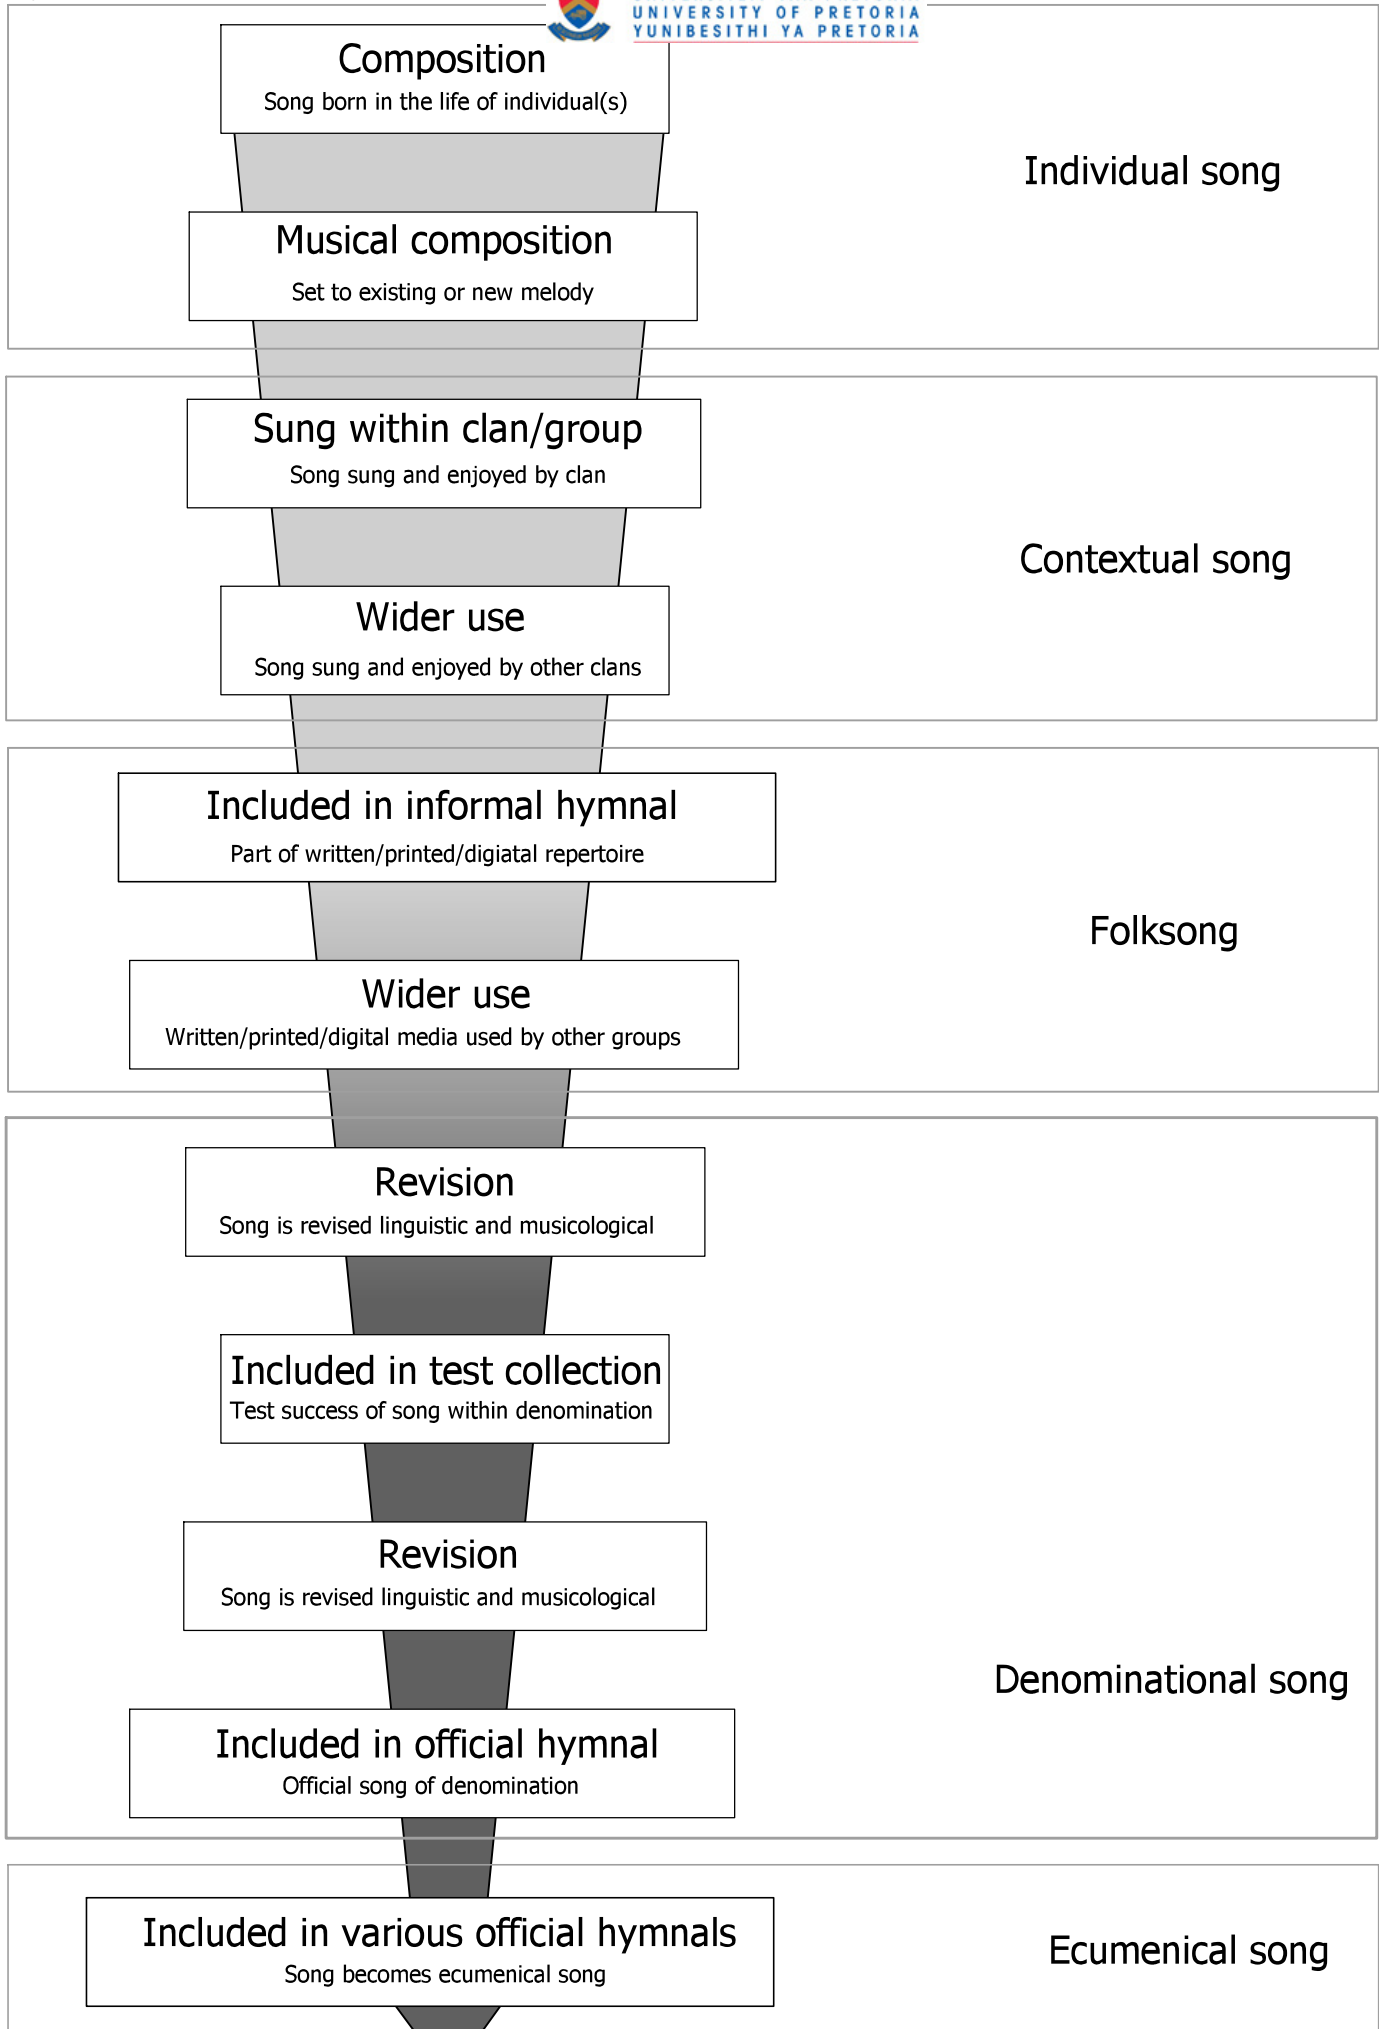 UNIVERSITY OF PRETORIA
YUNIBESITHI YA PRETORIA
Composition
Song born in the life of individual(s)
Individual song
Musical composition
Set to existing or new melody
Sung within clan/group
Song sung and enjoyed by clan
Contextual song
Wider use
Song sung and enjoyed by other clans
Included in informal hymnal
Part of written/printed/digiatal repertoire
Folksong
Wider use
Written/printed/digital media used by other groups
Revision
Song is revised linguistic and musicological
Included in test collection
Test success of song within denomination
Revision
Song is revised linguistic and musicological
Denominational song
Included in official hymnal
Official song of denomination
Included in various official hymnals
Song becomes ecumenical song
Ecumenical song